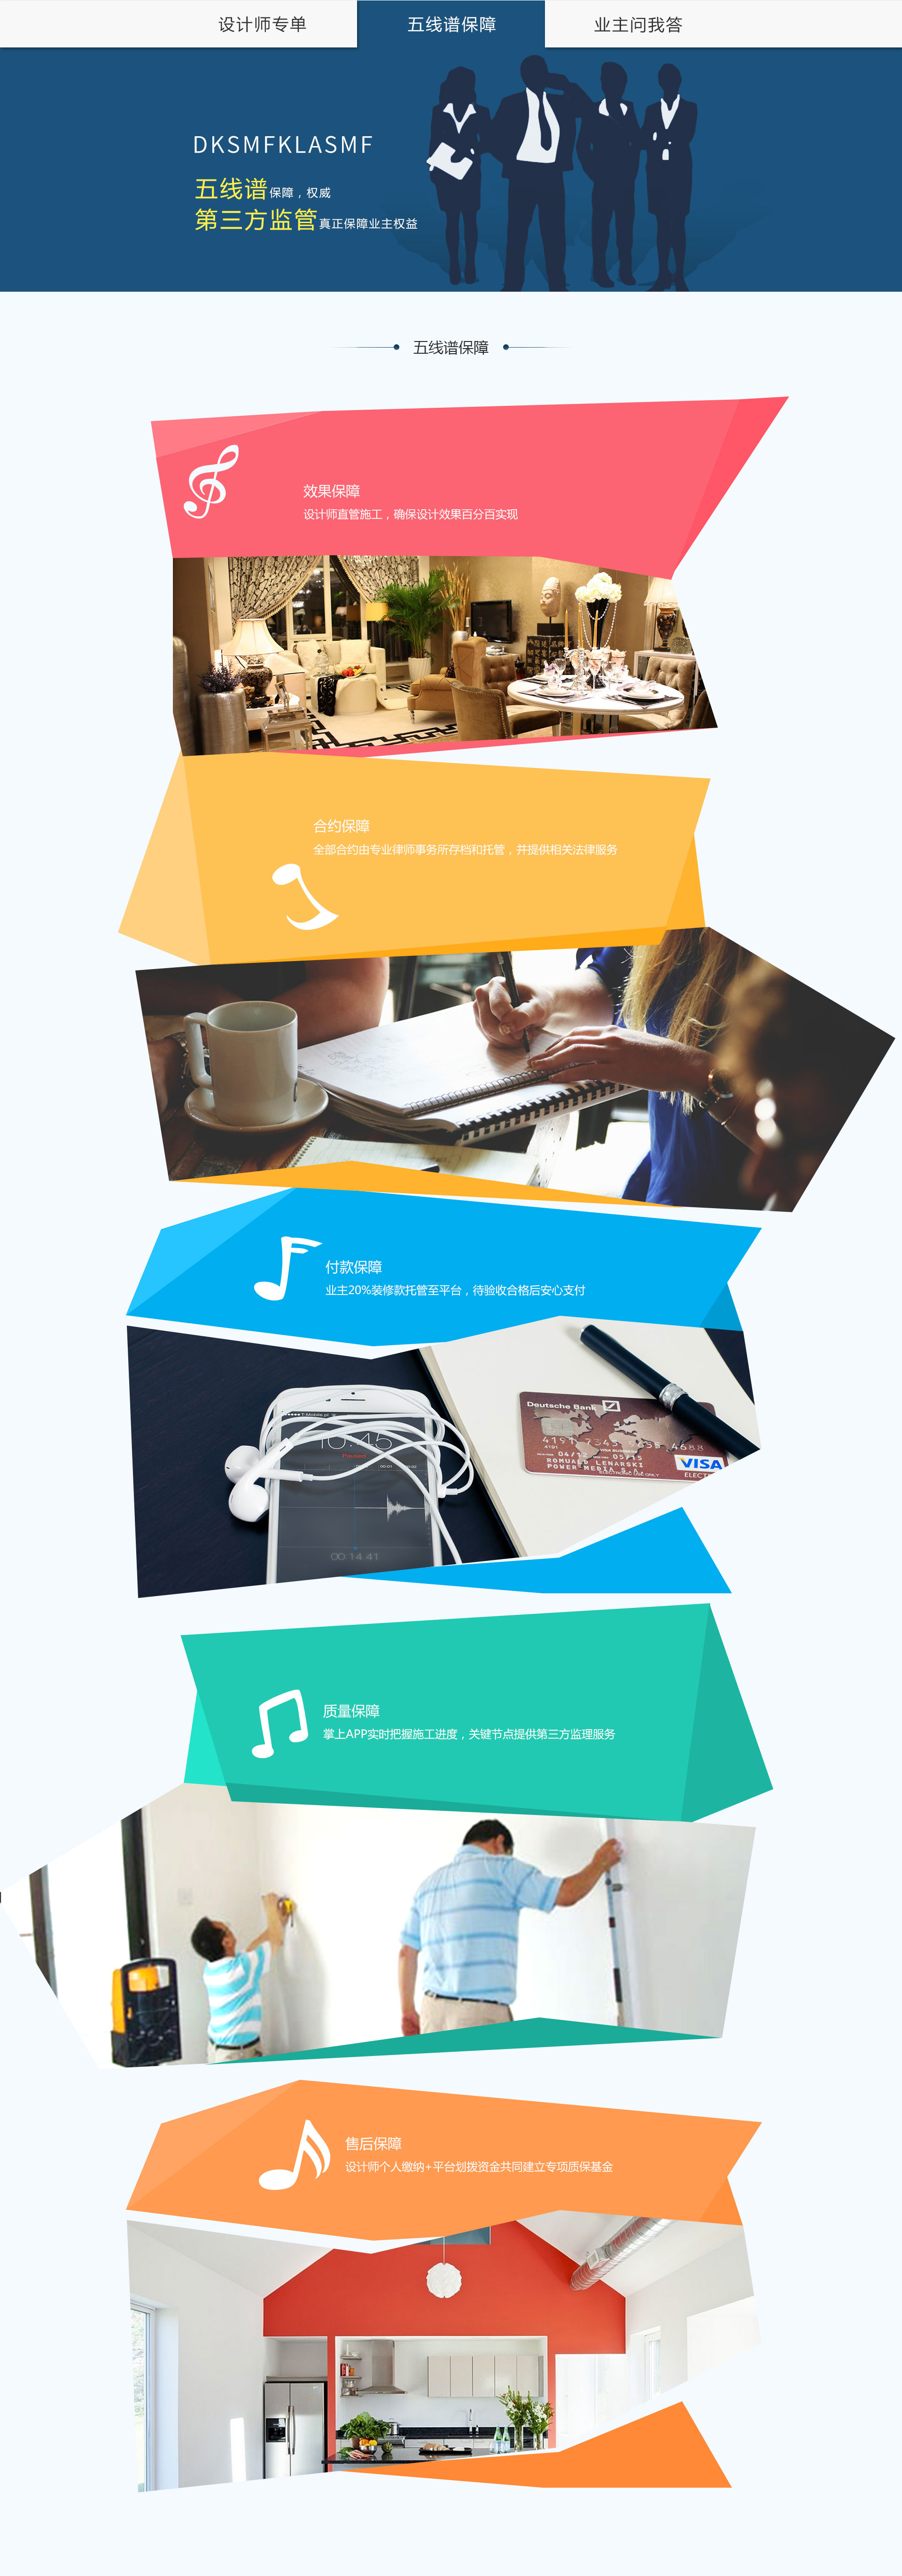 设计师专单 五线谱保障 业主问我答
DKSMFKLASMF
五线谱保障，权威
第三方监管真正保障业主权益
五线谱保障
效果保障
设计师直管施工，确保设计效果百分百实现
合约保障
全部合约由专业律师事务所存档和托管，并提供相关法律服务
付款保障
业主20%装修款托管至平台，待验收合格后安心支付
10:45
00:14.41
Deutsche Bank
ROMUALD LENARSKI
POWER MEDIA S.A.
VISA
质量保障
掌上APP实时把握施工进度，关键节点提供第三方监理服务
售后保障
设计师个人缴纳+平台划拨资金共同建立专项质保基金